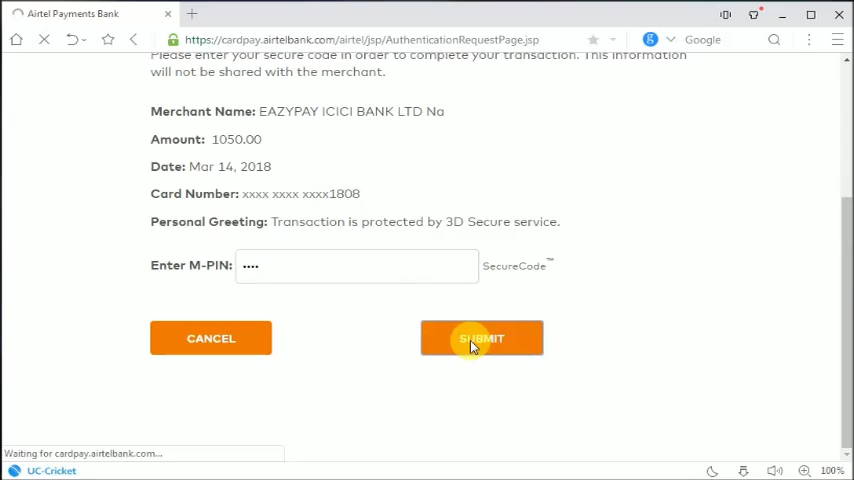 Airtel Payments Bank
https://cardpay.airtelbank.com/airtel/jsp/AuthenticationRequestPage.jsp
g
Google
Please enter your secure code in order to complete your transaction. This information
will not be shared with the merchant.
Merchant Name: EAZYPAY ICICI BANK LTD Na
Amount: 1050.00
Date: Mar 14, 2018
Card Number: xxxx xxxx xxxx1808
Personal Greeting: Transaction is protected by 3D Secure service.
Enter M-PIN: •••• SecureCode™
CANCEL
SUBMIT
Waiting for cardpay.airtelbank.com...
UC-Cricket
100%